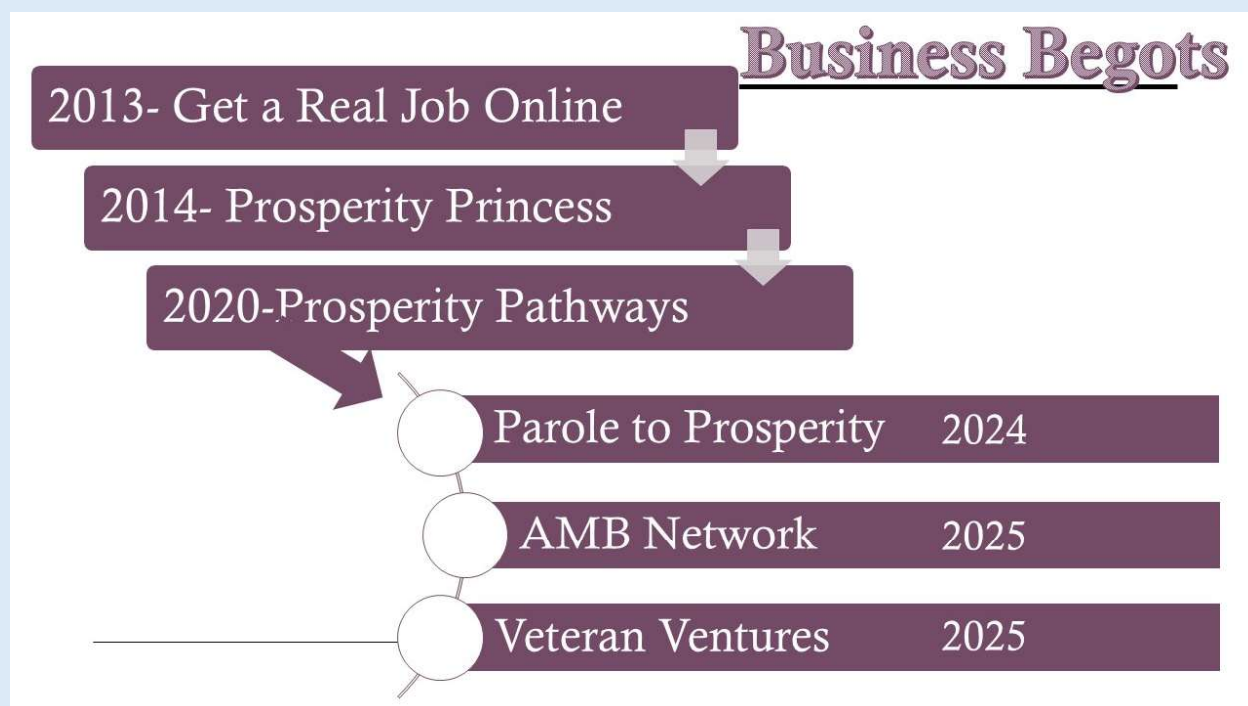 Business Begots
2013- Get a Real Job Online
2014- Prosperity Princess
2020-Prosperity Pathways
Parole to Prosperity 2024
AMB Network 2025
Veteran Ventures 2025